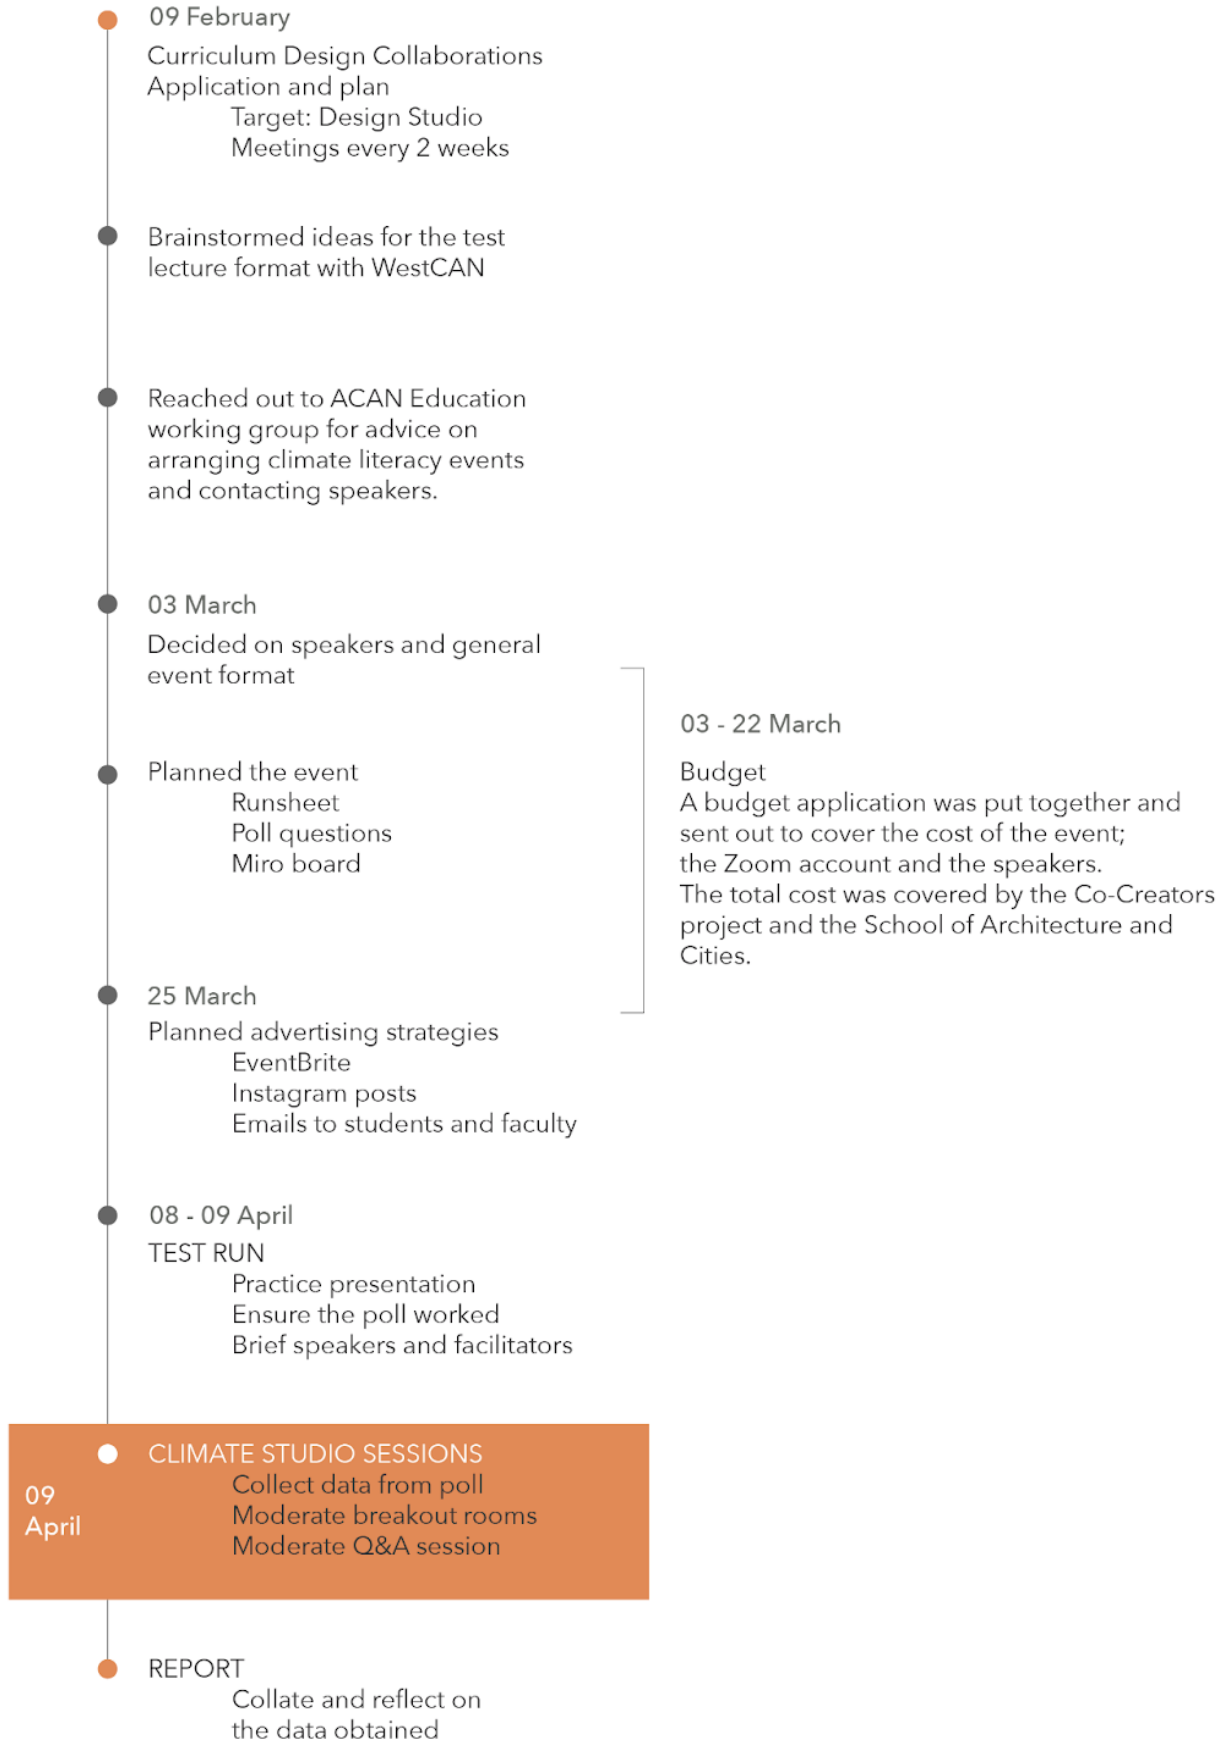 09 February
Curriculum Design Collaborations
Application and plan
Target: Design Studio
Meetings every 2 weeks
Brainstormed ideas for the test
lecture format with WestCAN
Reached out to ACAN Education
working group for advice on
arranging climate literacy events
and contacting speakers.
03 March
Decided on speakers and general
event format
Planned the event
Runsheet
Poll questions
Miro board
03 - 22 March
Budget
A budget application was put together and
sent out to cover the cost of the event;
the Zoom account and the speakers.
The total cost was covered by the Co-Creators
project and the School of Architecture and
Cities.
25 March
Planned advertising strategies
EventBrite
Instagram posts
Emails to students and faculty
08 - 09 April
TEST RUN
Practice presentation
Ensure the poll worked
Brief speakers and facilitators
09
April
CLIMATE STUDIO SESSIONS
Collect data from poll
Moderate breakout rooms
Moderate Q&A session
REPORT
Collate and reflect on
the data obtained